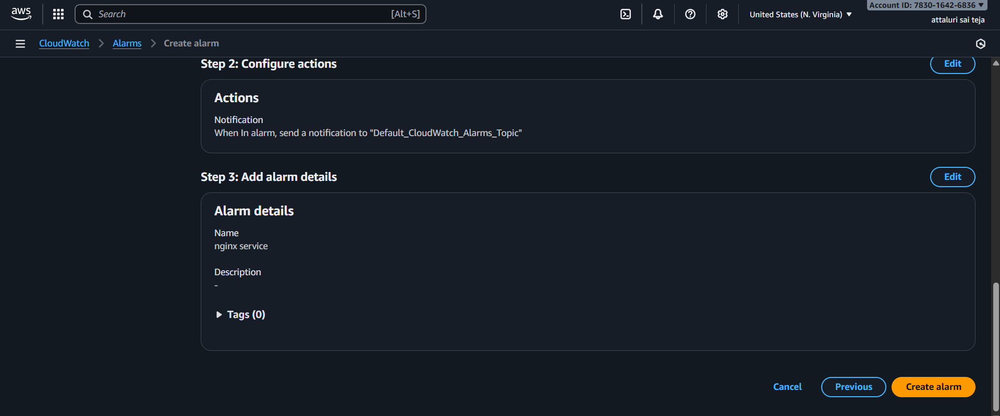 aws
Search
[Alt+S]
United States (N. Virginia)
Account ID: 7830-1642-6836
attaluri sai teja
CloudWatch
Alarms
Create alarm
Step 2: Configure actions
Edit
Actions
Notification
When In alarm, send a notification to "Default_CloudWatch_Alarms_Topic"
Step 3: Add alarm details
Edit
Alarm details
Name
nginx service
Description
-
Tags (0)
Cancel
Previous
Create alarm